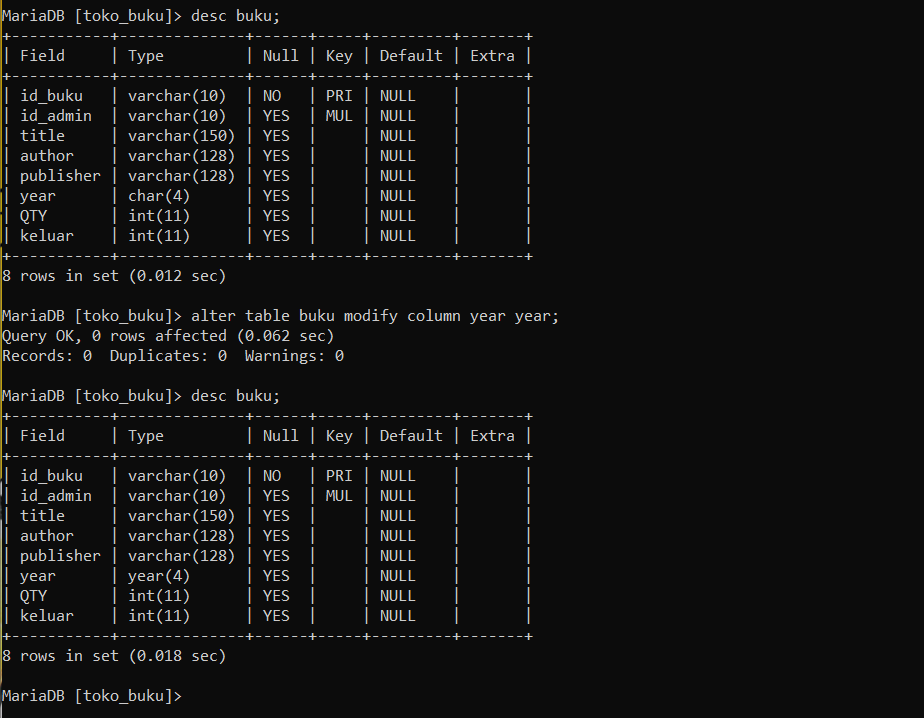 MariaDB [toko_buku]> desc buku;
+-----------+--------------+------+-----+---------+-------+
| Field     | Type         | Null | Key | Default | Extra |
+-----------+--------------+------+-----+---------+-------+
| id_buku   | varchar(10)  | NO   | PRI | NULL    |       |
| id_admin  | varchar(10)  | YES  | MUL | NULL    |       |
| title     | varchar(150) | YES  |     | NULL    |       |
| author    | varchar(128) | YES  |     | NULL    |       |
| publisher | varchar(128) | YES  |     | NULL    |       |
| year      | char(4)      | YES  |     | NULL    |       |
| QTY       | int(11)      | YES  |     | NULL    |       |
| keluar    | int(11)      | YES  |     | NULL    |       |
+-----------+--------------+------+-----+---------+-------+
8 rows in set (0.012 sec)

MariaDB [toko_buku]> alter table buku modify column year year;
Query OK, 0 rows affected (0.062 sec)
Records: 0  Duplicates: 0  Warnings: 0

MariaDB [toko_buku]> desc buku;
+-----------+--------------+------+-----+---------+-------+
| Field     | Type         | Null | Key | Default | Extra |
+-----------+--------------+------+-----+---------+-------+
| id_buku   | varchar(10)  | NO   | PRI | NULL    |       |
| id_admin  | varchar(10)  | YES  | MUL | NULL    |       |
| title     | varchar(150) | YES  |     | NULL    |       |
| author    | varchar(128) | YES  |     | NULL    |       |
| publisher | varchar(128) | YES  |     | NULL    |       |
| year      | year(4)      | YES  |     | NULL    |       |
| QTY       | int(11)      | YES  |     | NULL    |       |
| keluar    | int(11)      | YES  |     | NULL    |       |
+-----------+--------------+------+-----+---------+-------+
8 rows in set (0.018 sec)

MariaDB [toko_buku]>